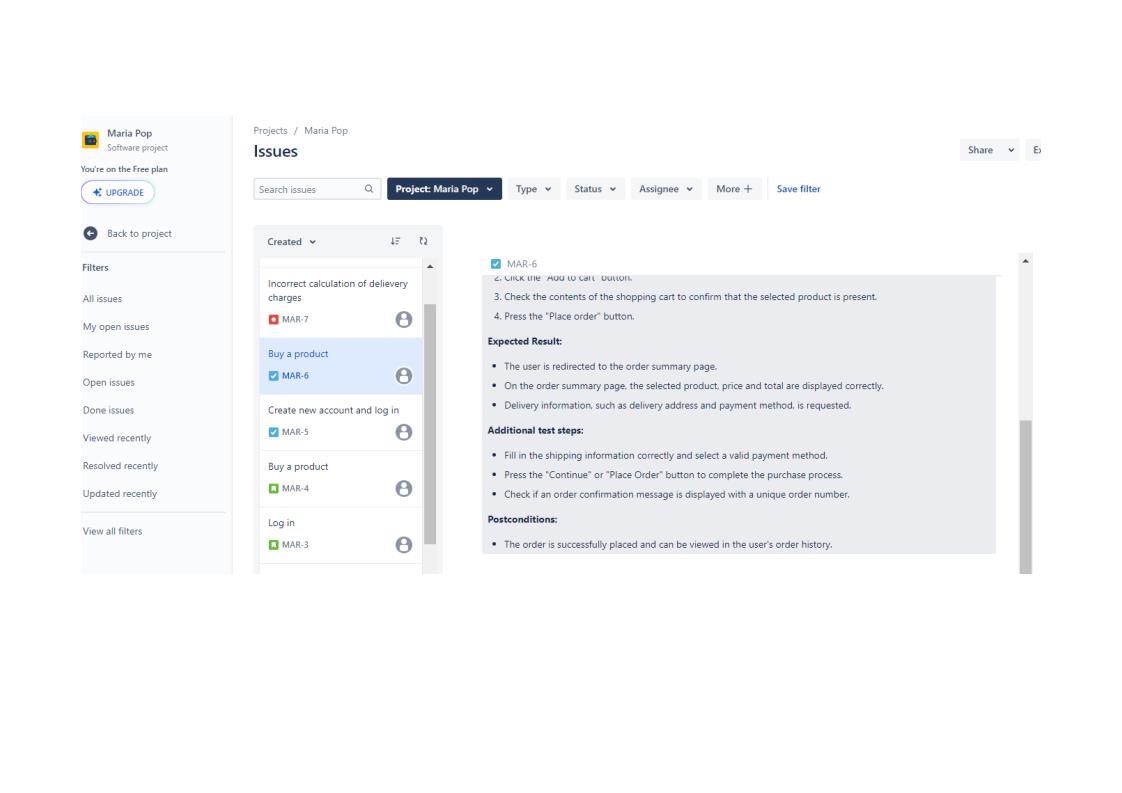 Maria Pop
Software project
You're on the Free plan
UPGRADE
Back to project
Filters
All issues
My open issues
Reported by me
Open issues
Done issues
Viewed recently
Resolved recently
Updated recently
View all filters
Projects / Maria Pop
Issues
Share
Search issues
Project: Maria Pop
Type
Status
Assignee
More
Save filter
Created
Incorrect calculation of delievery
charges
MAR-7
Buy a product
MAR-6
Create new account and log in
MAR-5
Buy a product
MAR-4
Log in
MAR-3
MAR-6
2. Click the "Add to cart" button.
3. Check the contents of the shopping cart to confirm that the selected product is present.
4. Press the "Place order" button.
Expected Result:
• The user is redirected to the order summary page.
• On the order summary page, the selected product, price and total are displayed correctly.
• Delivery information, such as delivery address and payment method, is requested.
Additional test steps:
• Fill in the shipping information correctly and select a valid payment method.
• Press the "Continue" or "Place Order" button to complete the purchase process.
• Check if an order confirmation message is displayed with a unique order number.
Postconditions:
• The order is successfully placed and can be viewed in the user's order history.